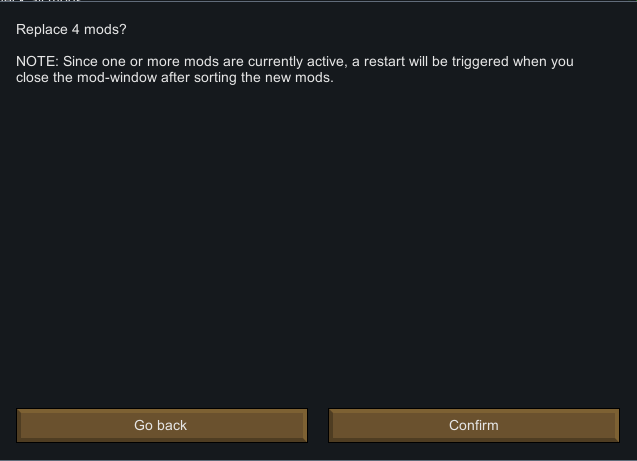 Replace 4 mods?
NOTE: Since one or more mods are currently active, a restart will be triggered when you
close the mod-window after sorting the new mods.
Go back
Confirm